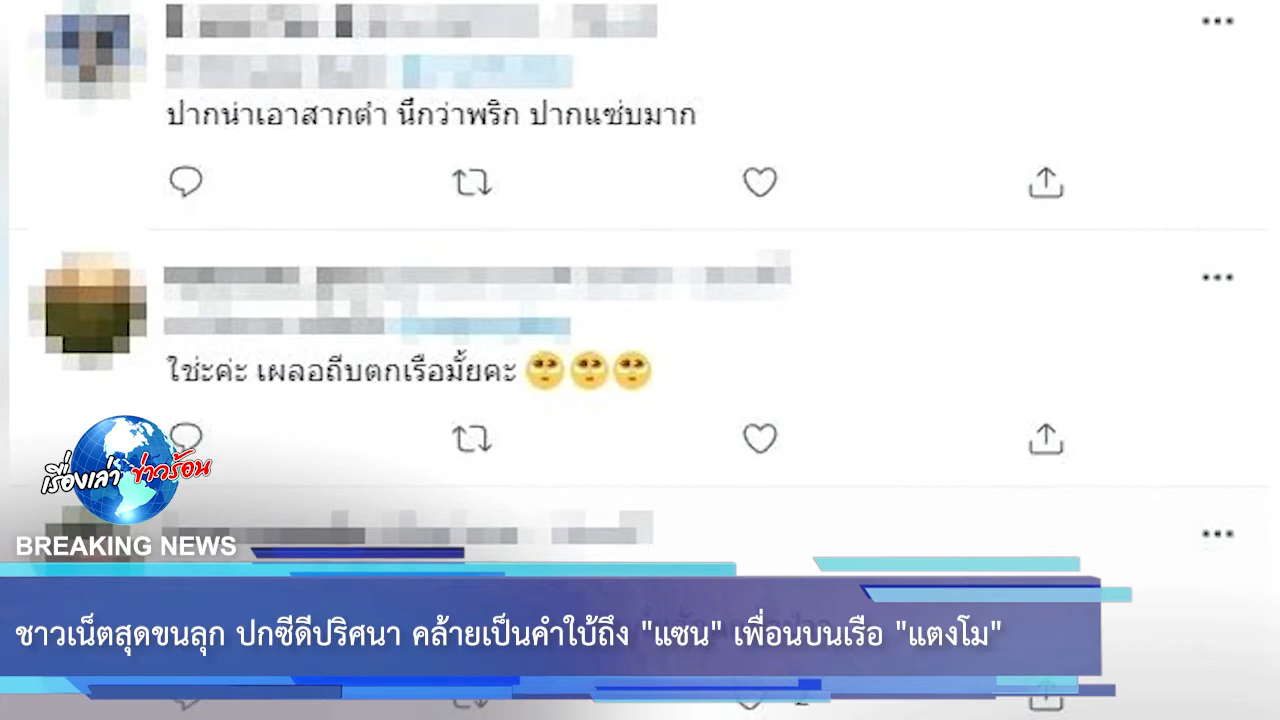 ปากน่าเอาสากตำ นึกว่าพริก ปากแซ่บมาก
ใช่ะค่ะ เผลอถีบตกเรือมั้ยคะ 🥺🥺🥺
เรื่องเล่า ข่าวร้อน
BREAKING NEWS
ชาวเน็ตสุดขนลุก ปกซีดีปริศนา คล้ายเป็นคำใบ้ถึง "แซน" เพื่อนบนเรือ "แตงโม"